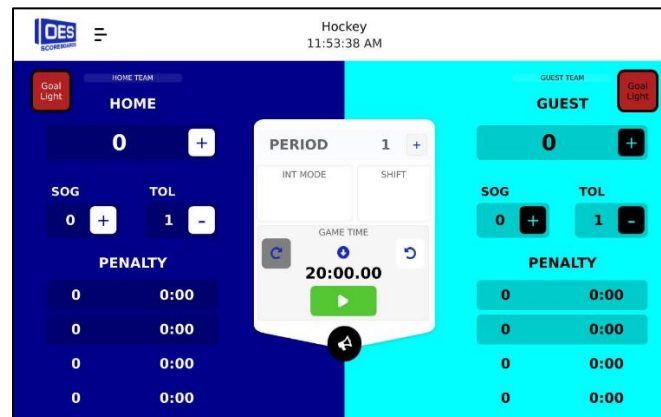 OES
SCOREBOARDS
Hockey
11:53:38 AM
Goal
Light
HOME TEAM
HOME
0 +
SOG TOL
0 + 1 -
PENALTY
0 0:00
0 0:00
0 0:00
0 0:00
PERIOD 1 +
INT MODE SHIFT
GAME TIME
20:00.00
GUEST TEAM
Goal
Light
GUEST
0 +
SOG TOL
0 + 1 -
PENALTY
0 0:00
0 0:00
0 0:00
0 0:00